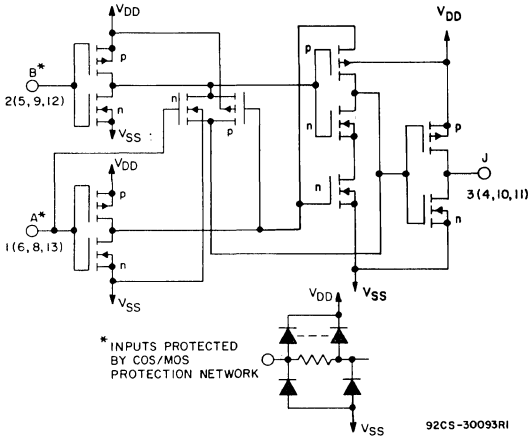 VDD
VDD
B*
p
p
2(5,9,12)
n
n
p
p
J
VSS
n
VDD
n
3(4,10,11)
n
A*
p
1(6,8,13)
n
VSS
VSS
VDD
* INPUTS PROTECTED
BY COS/MOS
PROTECTION NETWORK
VSS
92CS-30093R1